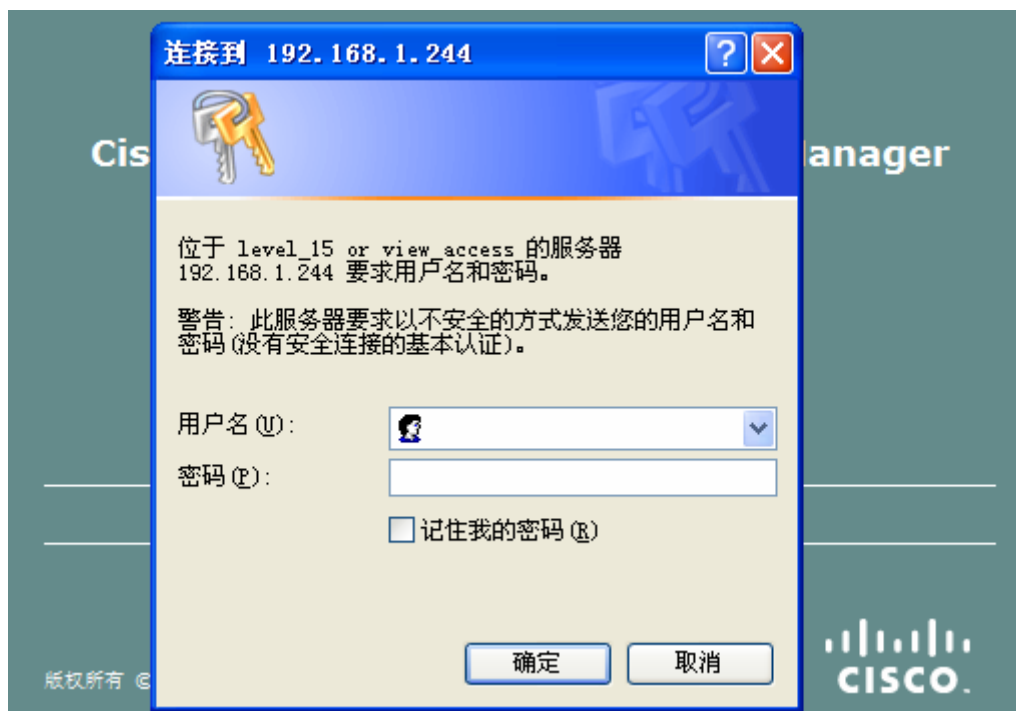 连接到 192.168.1.244
Cis
anager
位于 level_15 or view_access 的服务器
192.168.1.244 要求用户名和密码。
警告: 此服务器要求以不安全的方式发送您的用户名和
密码(没有安全连接的基本认证)。
用户名(U):
密码(P):
记住我的密码(R)
确定
取消
版权所有 ©
CISCO.